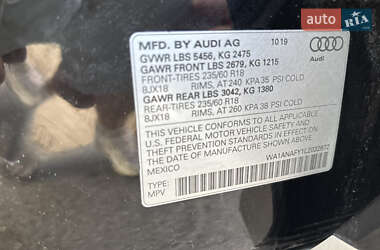 auto RIA.com
MFD. BY AUDI AG 10 19
GVWR LBS 5456, KG 2475
GAWR FRONT LBS 2679, KG 1215
FRONT-TIRES 235/60 R18
8JX18 RIMS, AT 240 KPA 35 PSI COLD
GAWR REAR LBS 3042, KG 1380
REAR-TIRES 235/60 R18
8JX18 RIMS, AT 260 KPA 38 PSI COLD
Audi
THIS VEHICLE CONFORMS TO ALL APPLICABLE
U.S. FEDERAL MOTOR VEHICLE SAFETY, BUMPER, AND
THEFT PREVENTION STANDARDS IN EFFECT ON THE
DATE OF MANUFACTURE SHOWN ABOVE.
MEXICO
TYPE:
MPV